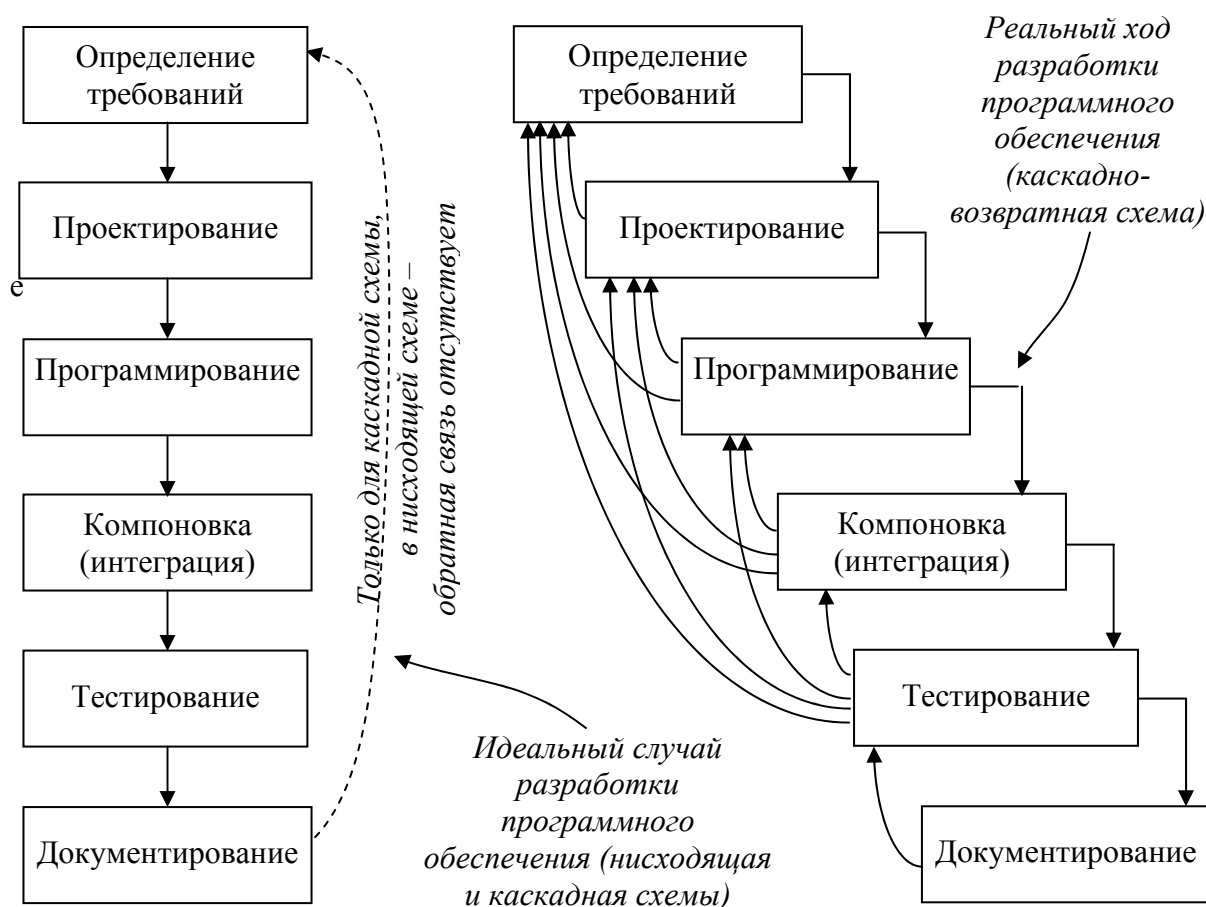 Определение
требований
Проектирование
е
Программирование
Компоновка
(интеграция)
Тестирование
Документирование
Только для каскадной схемы,
в нисходящей схеме –
обратная связь отсутствует
Идеальный случай
разработки
программного
обеспечения (нисходящая
и каскадная схемы)
Определение
требований
Проектирование
Программирование
Компоновка
(интеграция)
Тестирование
Документирование
Реальный ход
разработки
программного
обеспечения
(каскадно-
возвратная схема)